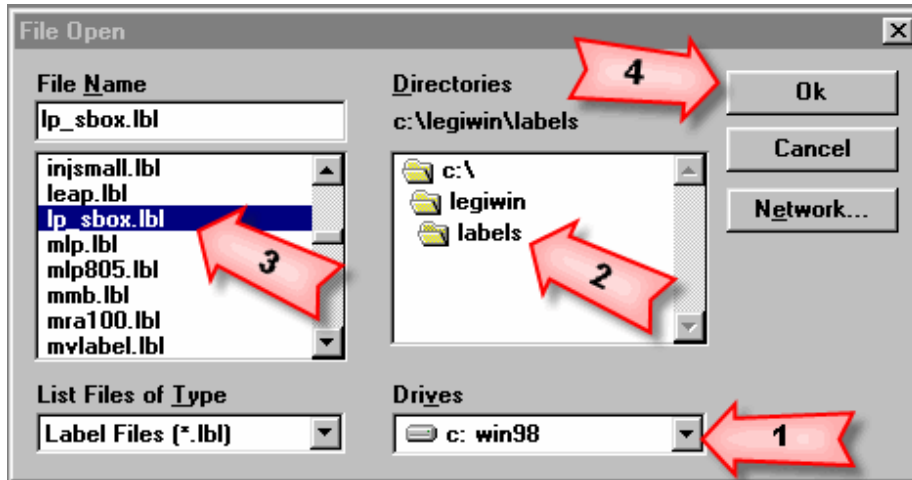 File Open
File Name
lp_sbox.lbl
injsmall.lbl
leap.lbl
lp_sbox.lbl
mlp.lbl
mlp805.lbl
mmb.lbl
mra100.lbl
mylabel.lbl
3
List Files of Type
Label Files (*.lbl)
Directories
c:\legiwin\labels
c:\
legiwin
labels
2
Drives
c: win98
1
4
Ok
Cancel
Network...